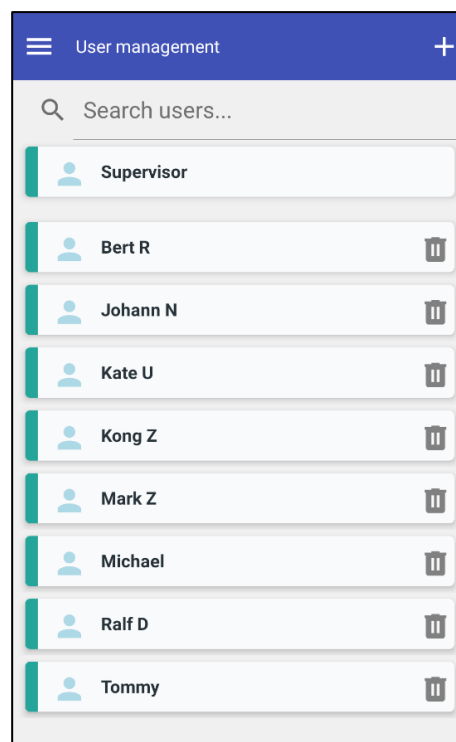 User management
Search users...
Supervisor
Bert R
Johann N
Kate U
Kong Z
Mark Z
Michael
Ralf D
Tommy